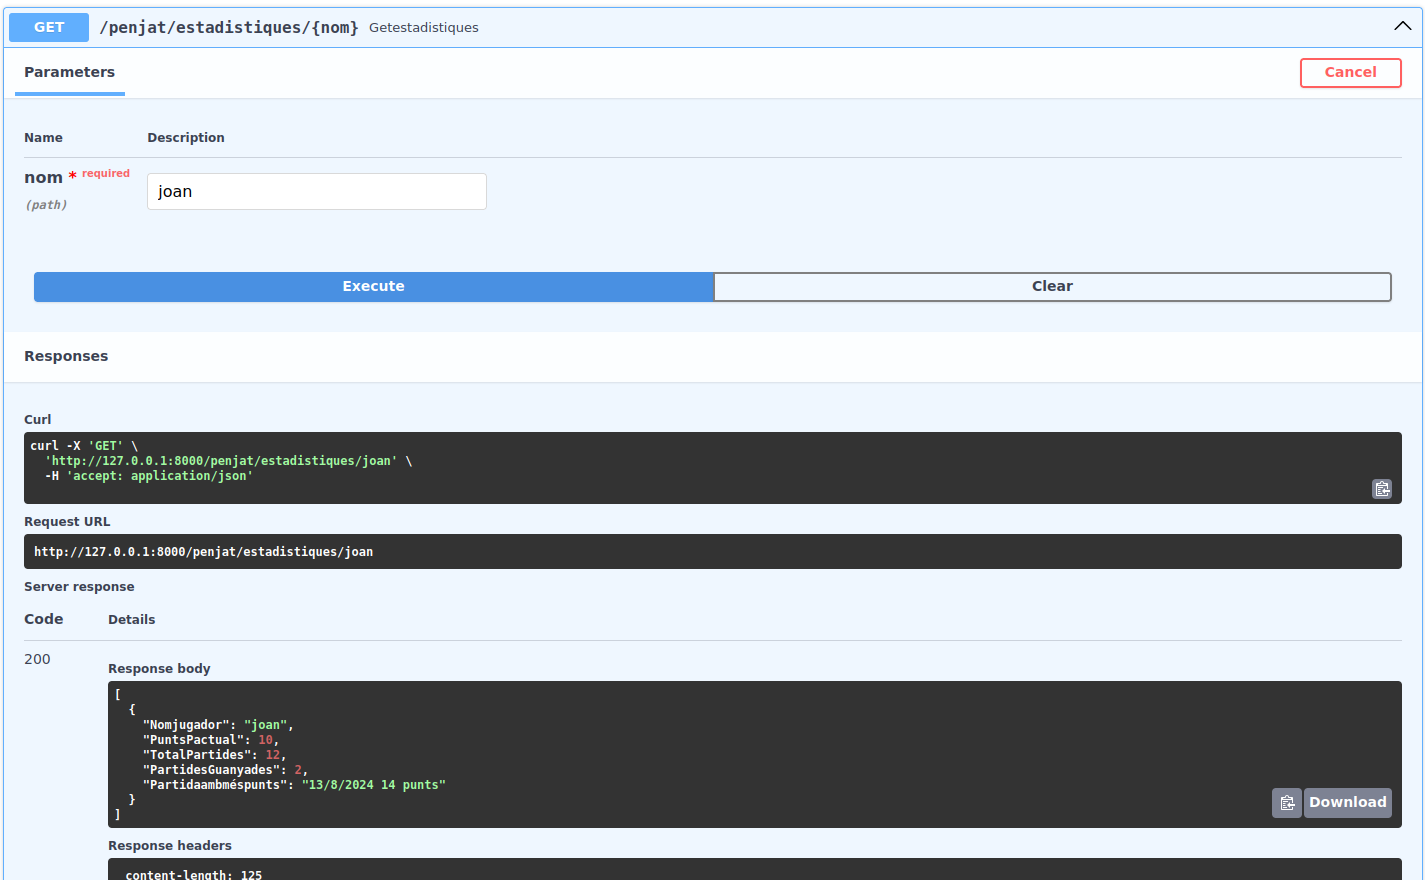 GET /penjat/estadistiques/{nom} Getestadistiques
Parameters
Cancel
Name Description
nom * required
(path)
joan
Execute Clear
Responses
Curl
curl -X 'GET' \
  'http://127.0.0.1:8000/penjat/estadistiques/joan' \
  -H 'accept: application/json'
Request URL
http://127.0.0.1:8000/penjat/estadistiques/joan
Server response
Code Details
200
Response body
[
  {
    "Nomjugador": "joan",
    "PuntsPactual": 10,
    "TotalPartides": 12,
    "PartidesGuanyades": 2,
    "Partidaambméspunts": "13/8/2024 14 punts"
  }
]
Download
Response headers
content-length: 125